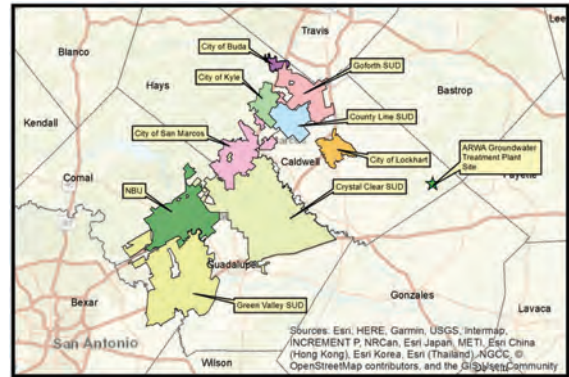 Travis
Lee
Blanco
City of Buda
Hays
Goforth SUD
City of Kyle
Bastrop
Kendall
County Line SUD
City of San Marcos
Caldwell
City of Lockhart
ARWA Groundwater
Treatment Plant
Site
Fayette
Comal
NBU
Crystal Clear SUD
Guadalupe
Bexar
Gonzales
Green Valley SUD
Lavaca
San Antonio
Wilson
Sources: Esri, HERE, Garmin, USGS, Intermap,
INCREMENT P, NRCan, Esri Japan, METI, Esri China
(Hong Kong), Esri Korea, Esri (Thailand), NGCC, ©
OpenStreetMap contributors, and the GIS User Community